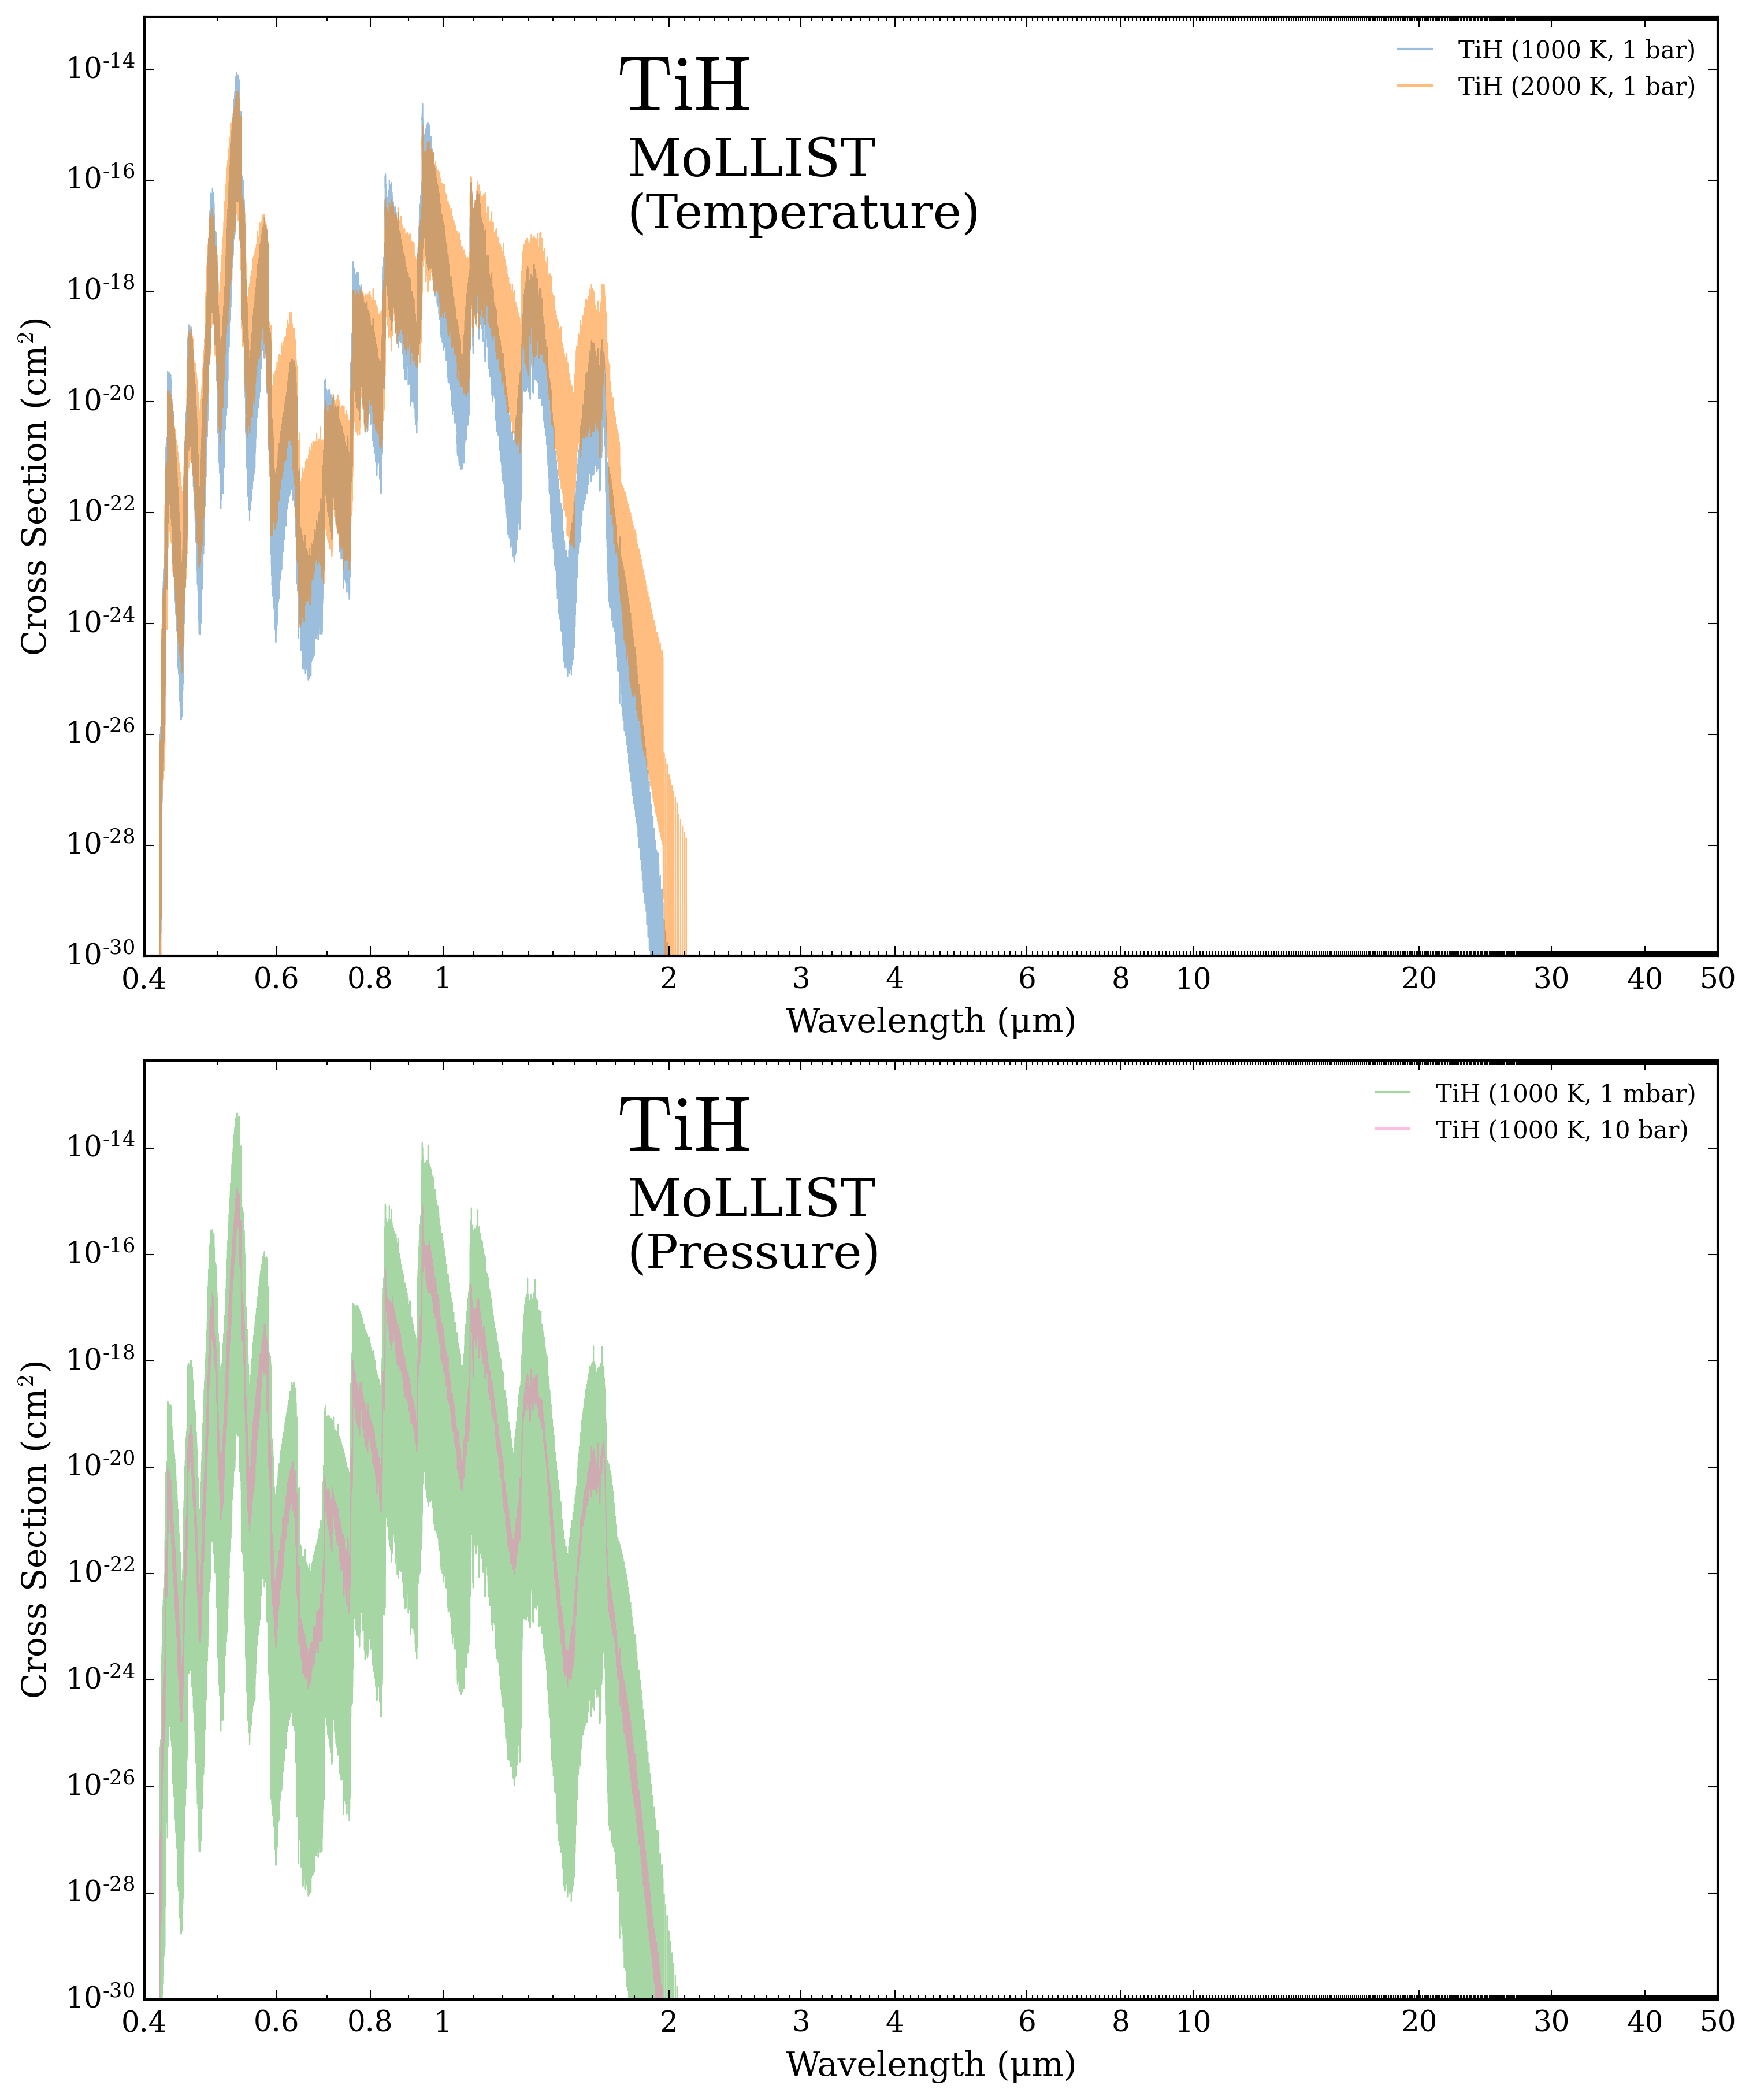 TiH
MoLLIST
(Temperature)
TiH (1000 K, 1 bar)
TiH (2000 K, 1 bar)
Cross Section (cm²)
10⁻¹⁴
10⁻¹⁶
10⁻¹⁸
10⁻²⁰
10⁻²²
10⁻²⁴
10⁻²⁶
10⁻²⁸
10⁻³⁰
0.4 0.6 0.8 1 2 3 4 6 8 10 20 30 40 50
Wavelength (μm)
TiH
MoLLIST
(Pressure)
TiH (1000 K, 1 mbar)
TiH (1000 K, 10 bar)
Cross Section (cm²)
10⁻¹⁴
10⁻¹⁶
10⁻¹⁸
10⁻²⁰
10⁻²²
10⁻²⁴
10⁻²⁶
10⁻²⁸
10⁻³⁰
0.4 0.6 0.8 1 2 3 4 6 8 10 20 30 40 50
Wavelength (μm)